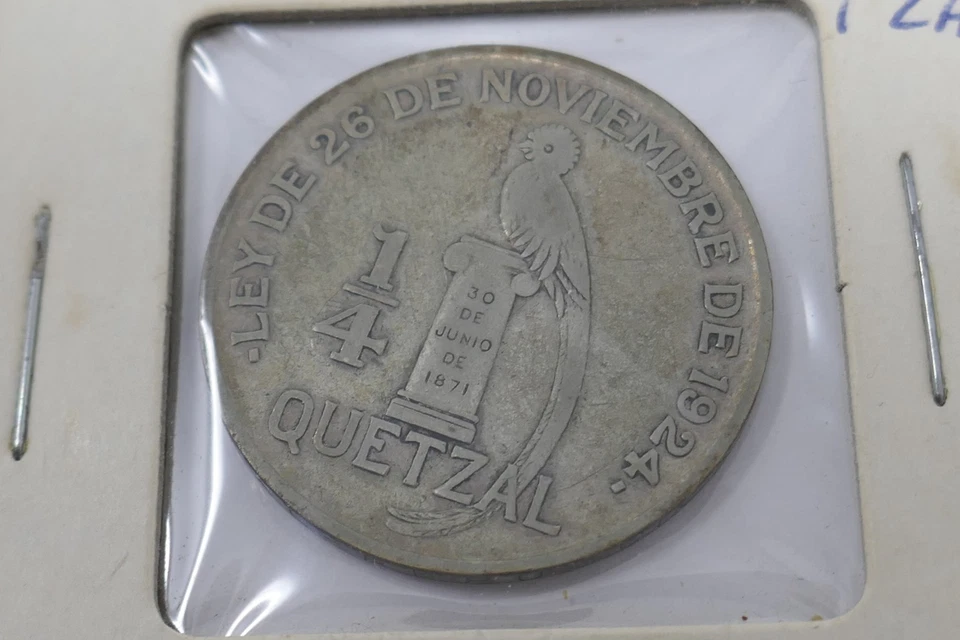 ·LEY DE 26 DE NOVIEMBRE DE 1924·
1/4
30
DE
JUNIO
DE
1871
QUETZAL